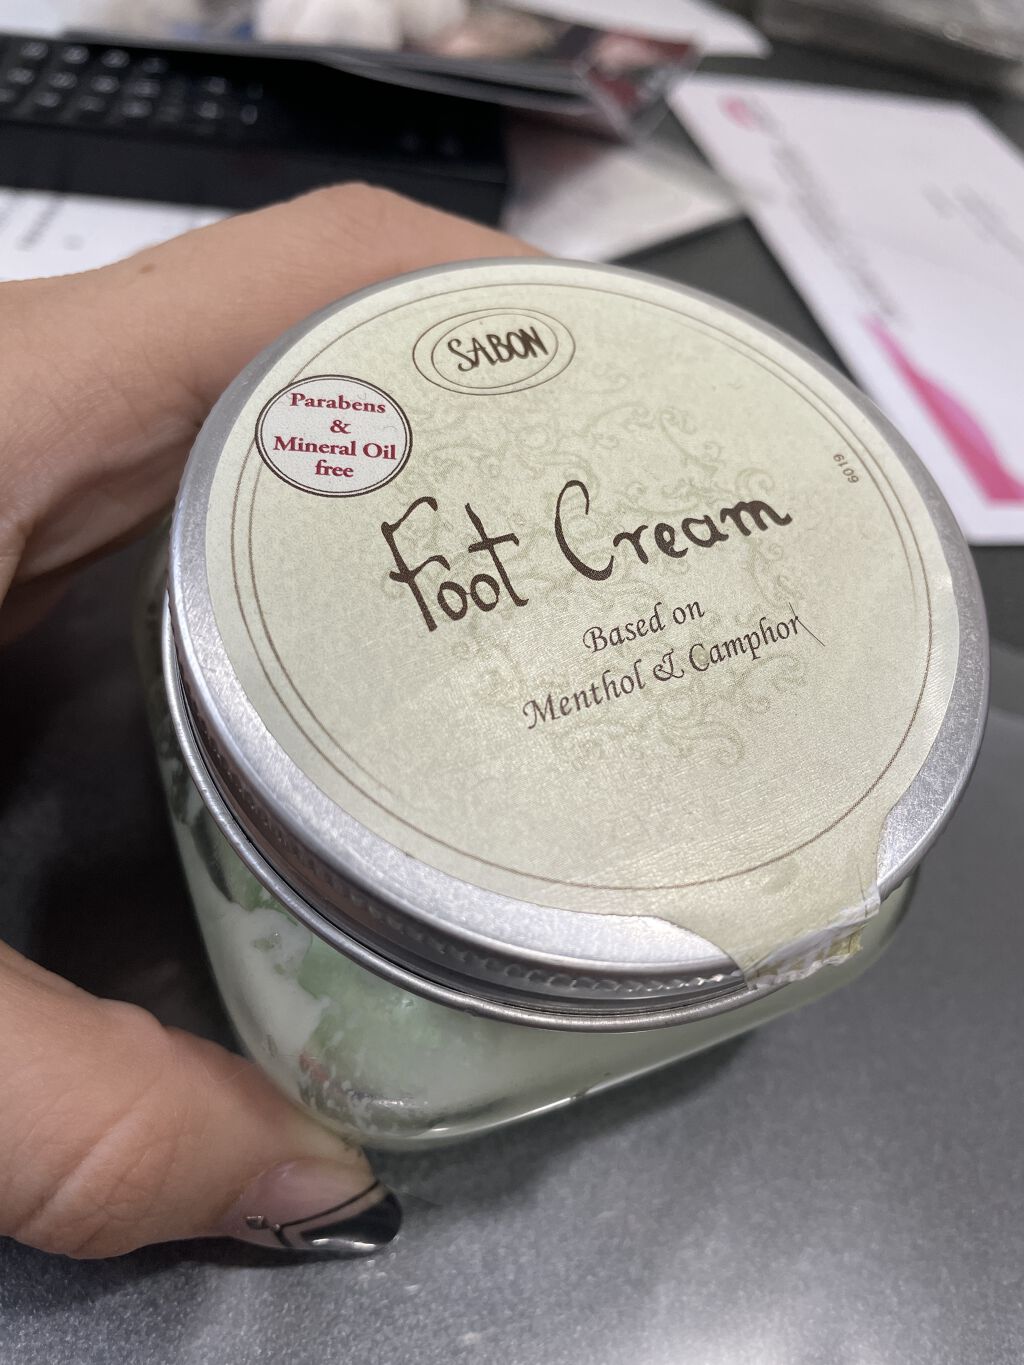 SABON
Parabens
&
Mineral Oil
free
6019
Foot Cream
Based on
Menthol & Camphor